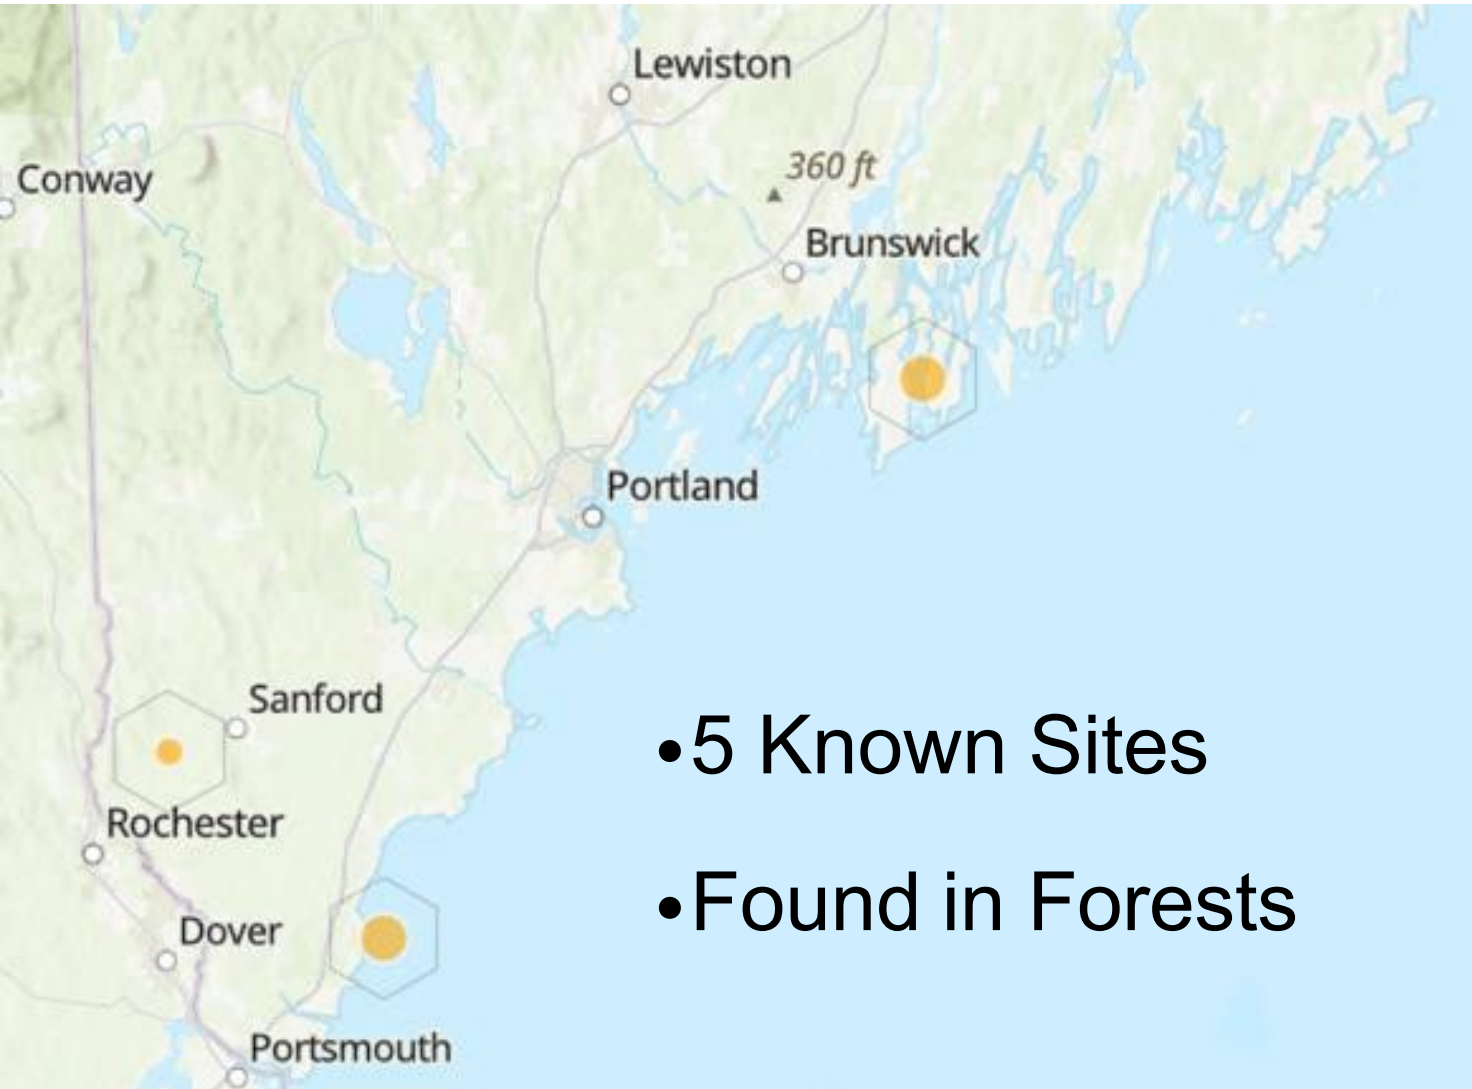 Lewiston
360 ft
Conway
Brunswick
Portland
Sanford
•5 Known Sites
Rochester
•Found in Forests
Dover
Portsmouth